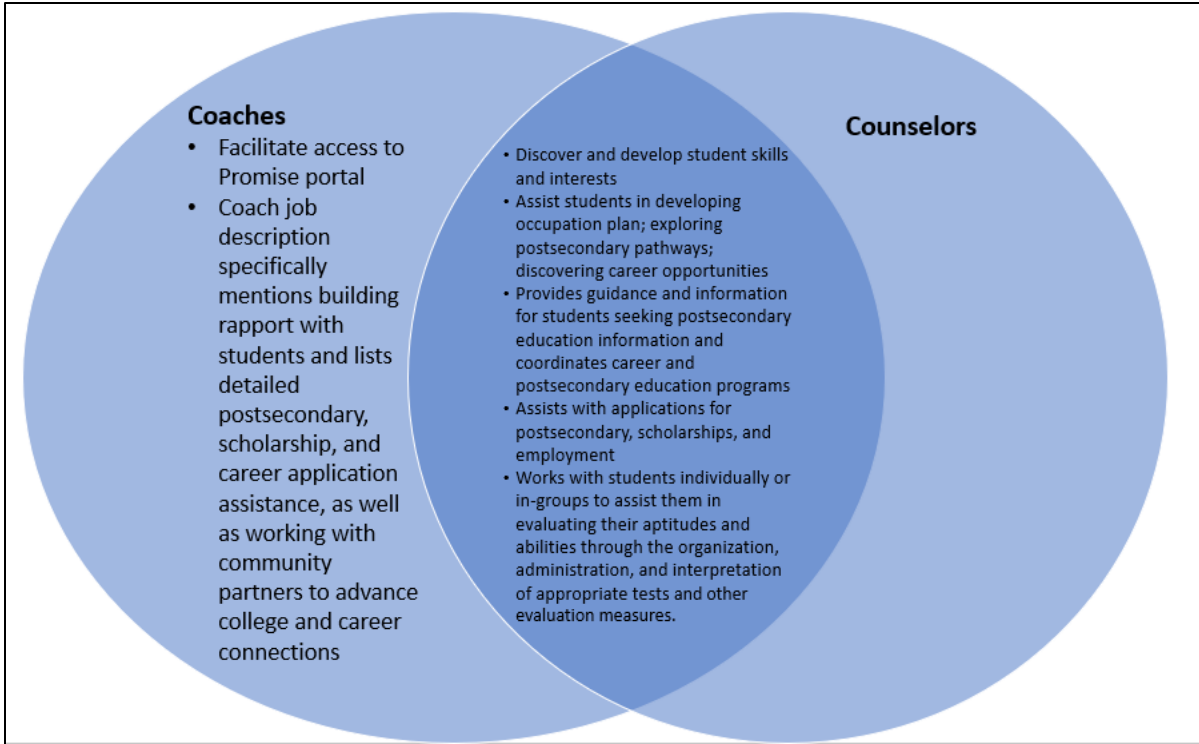 Coaches
• Facilitate access to
Promise portal
• Coach job
description
specifically
mentions building
rapport with
students and lists
detailed
postsecondary,
scholarship, and
career application
assistance, as well
as working with
community
partners to advance
college and career
connections
• Discover and develop student skills
and interests
• Assist students in developing
occupation plan; exploring
postsecondary pathways;
discovering career opportunities
• Provides guidance and information
for students seeking postsecondary
education information and
coordinates career and
postsecondary education programs
• Assists with applications for
postsecondary, scholarships, and
employment
• Works with students individually or
in-groups to assist them in
evaluating their aptitudes and
abilities through the organization,
administration, and interpretation
of appropriate tests and other
evaluation measures.
Counselors